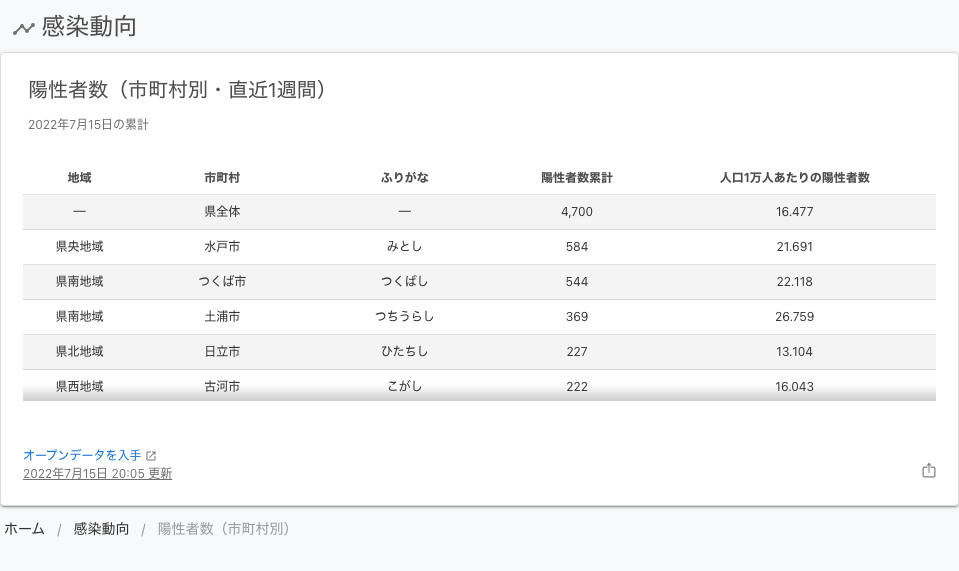 感染動向
陽性者数（市町村別・直近1週間）
2022年7月15日の累計
地域 市町村 ふりがな 陽性者数累計 人口1万人あたりの陽性者数
— 県全体 — 4,700 16.477
県央地域 水戸市 みとし 584 21.691
県南地域 つくば市 つくばし 544 22.118
県南地域 土浦市 つちうらし 369 26.759
県北地域 日立市 ひたちし 227 13.104
県西地域 古河市 こがし 222 16.043
オープンデータを入手
2022年7月15日 20:05 更新
ホーム / 感染動向 / 陽性者数（市町村別）